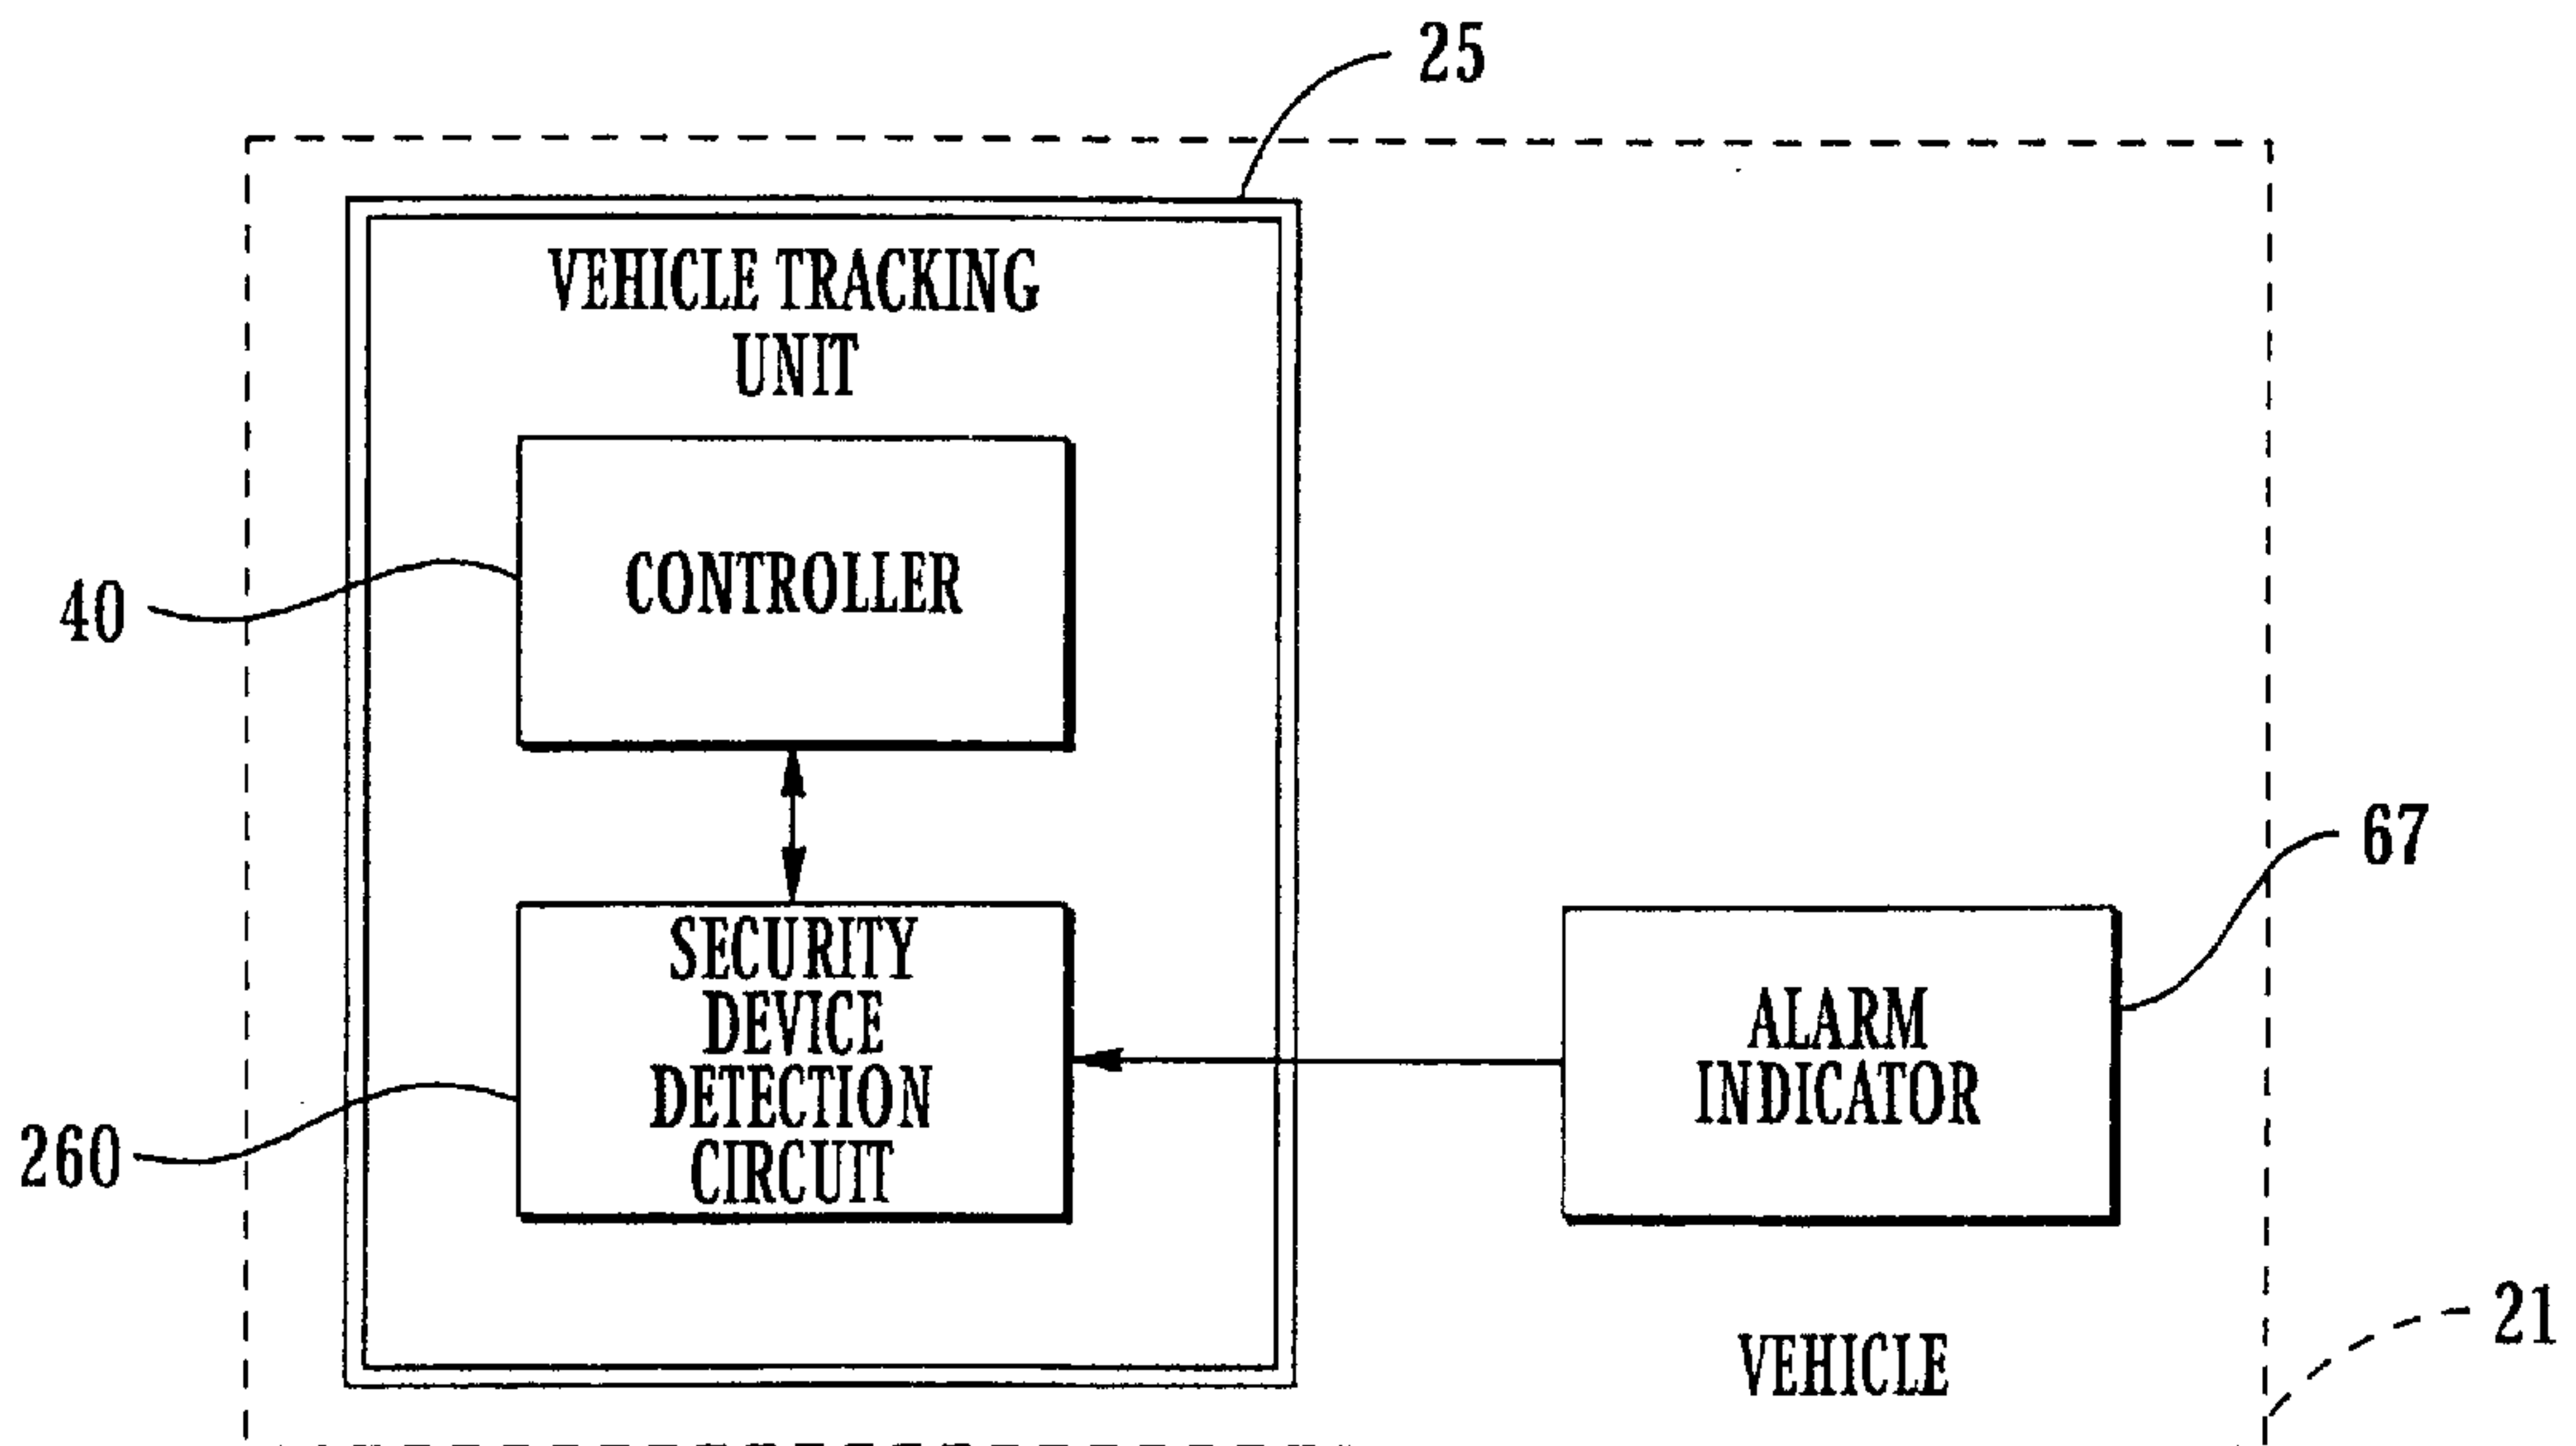 25
VEHICLE TRACKING
UNIT
CONTROLLER
40
67
SECURITY
DEVICE
DETECTION
CIRCUIT
ALARM
INDICATOR
260
21
VEHICLE